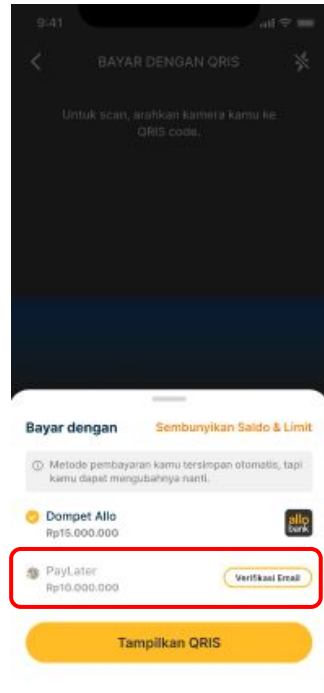 9:41
BAYAR DENGAN QRIS
Untuk scan, arahkan kamera kamu ke
QRIS code.
Bayar dengan
Sembunyikan Saldo & Limit
Metode pembayaran kamu tersimpan otomatis, tapi
kamu dapat mengubahnya nanti.
Dompet Allo
Rp15.000.000
allo
bank
PayLater
Rp10.000.000
Verifikasi Email
Tampilkan QRIS